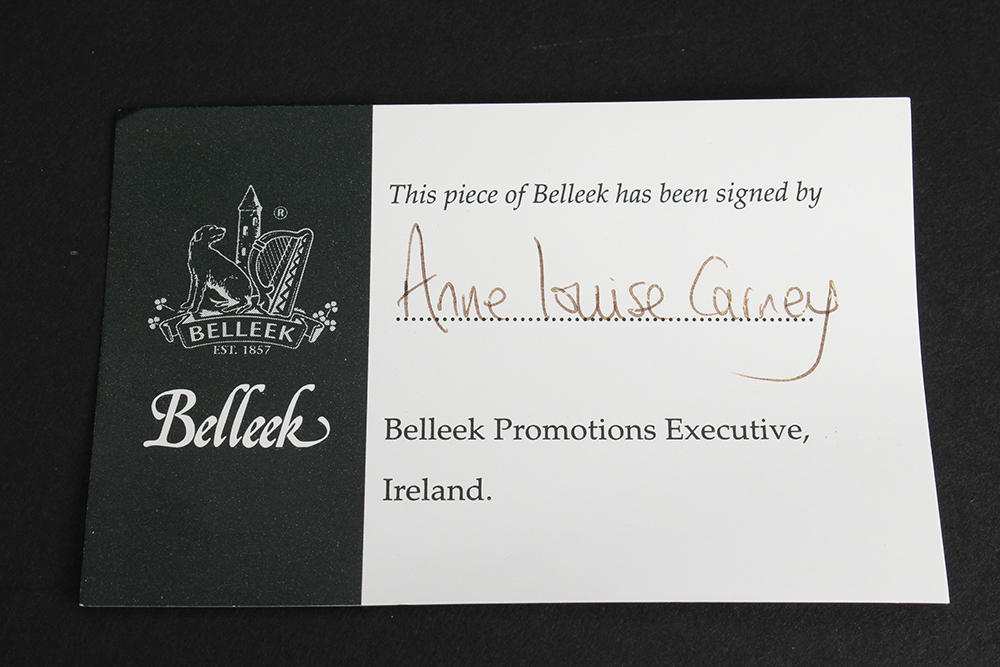 ®
BELLEEK
EST. 1857
Belleek
This piece of Belleek has been signed by
Anne Louise Carney
Belleek Promotions Executive,
Ireland.